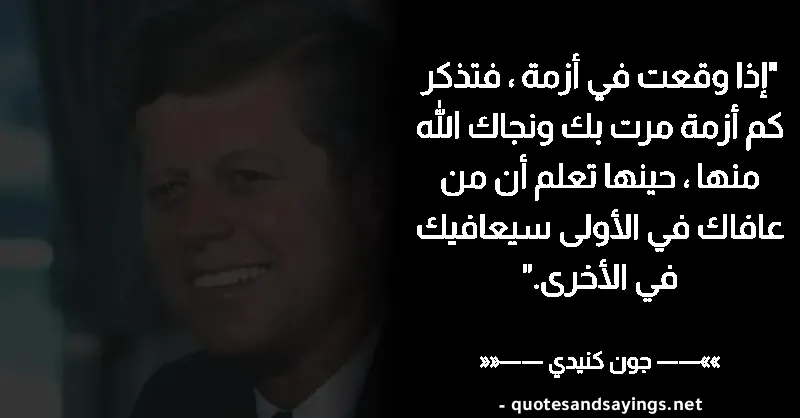 "إذا وقعت في أزمة ، فتذكر
كم أزمة مرت بك ونجاك الله
منها ، حينها تعلم أن من
عافاك في الأولى سيعافيك
في الأخرى."
»»—— جون كنيدي ——««
- quotesandsayings.net